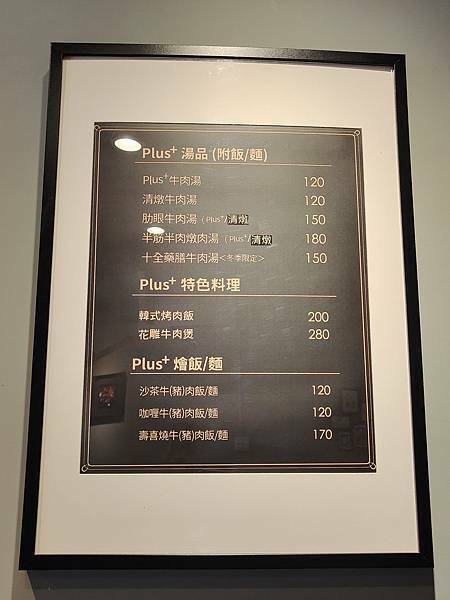 Plus+ 湯品 (附飯/麵)
Plus+牛肉湯 120
清燉牛肉湯 120
肋眼牛肉湯 (Plus+/清燉 150
半筋半肉燉肉湯 (Plus+/清燉 180
十全藥膳牛肉湯<冬季限定> 150
Plus+ 特色料理
韓式烤肉飯 200
花雕牛肉煲 280
Plus+ 燴飯/麵
沙茶牛(豬)肉飯/麵 120
咖喱牛(豬)肉飯/麵 120
壽喜燒牛(豬)肉飯/麵 170